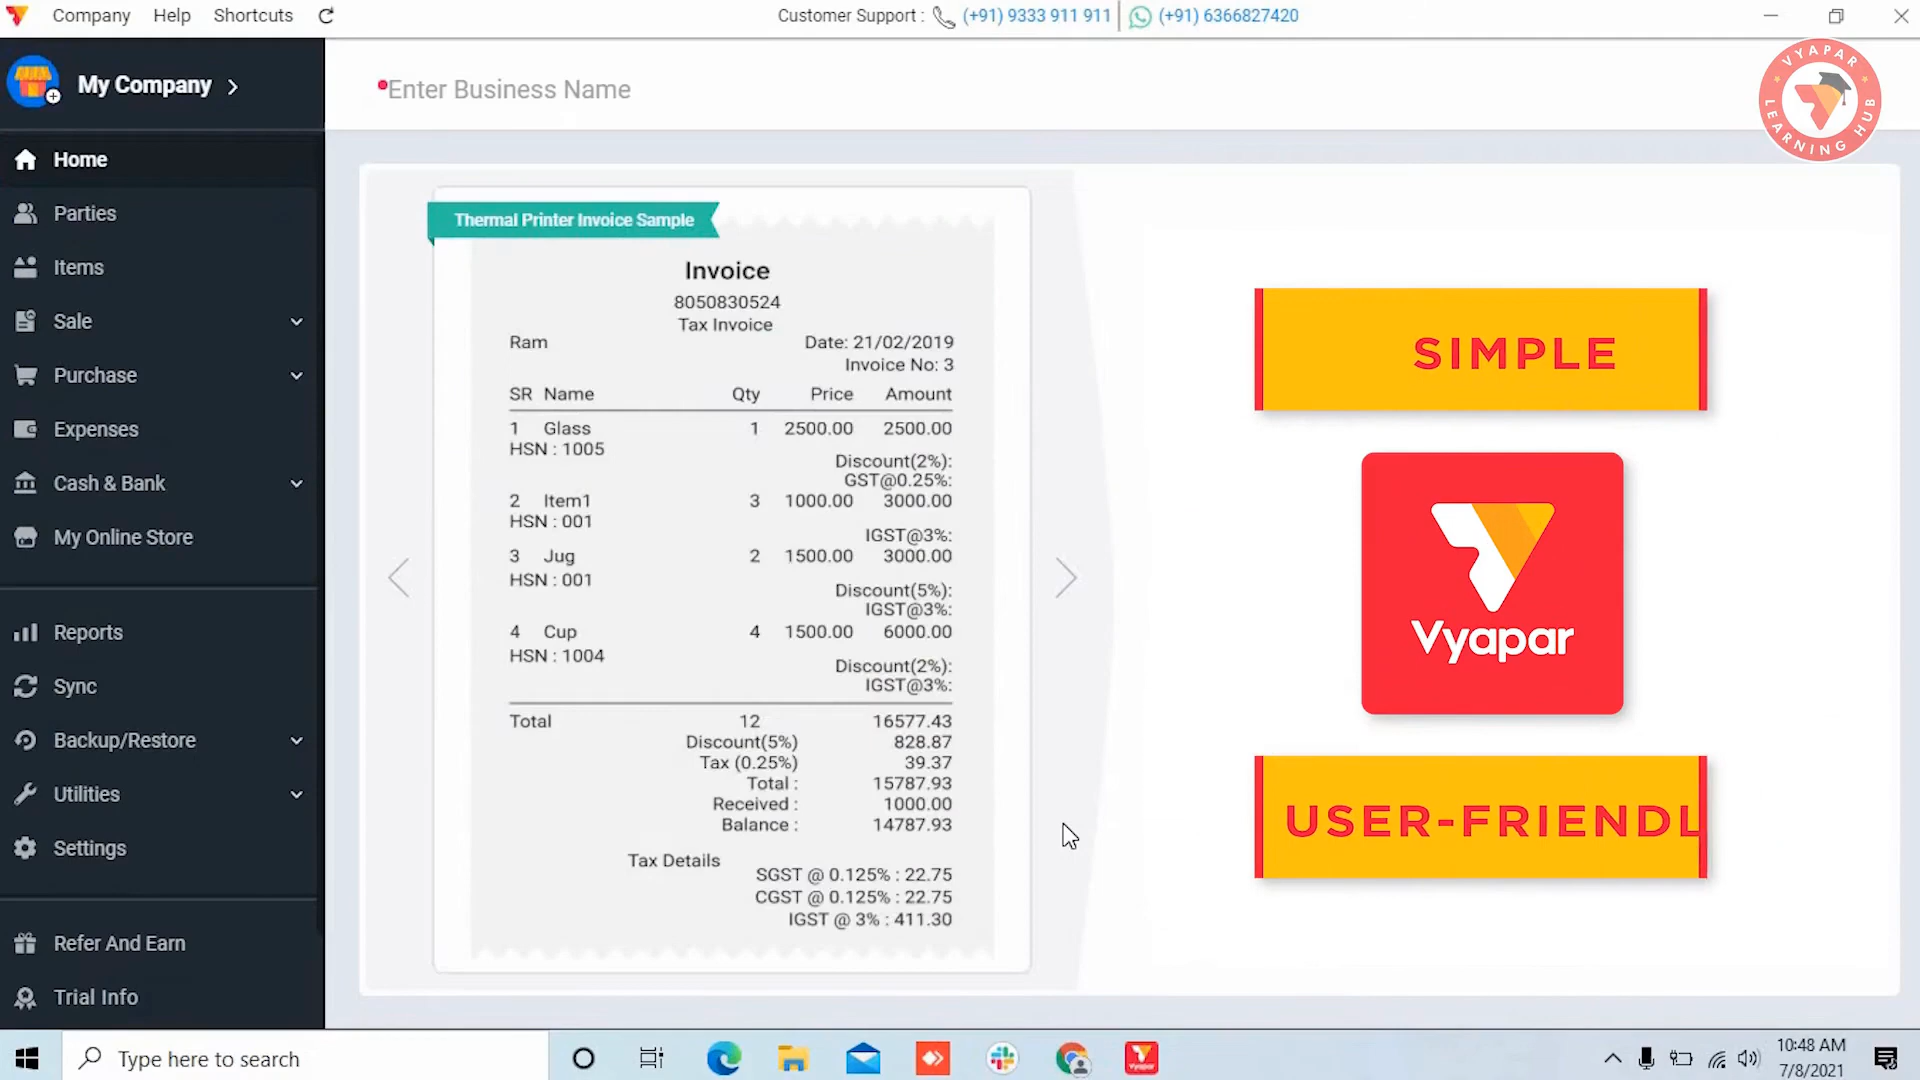 Company Help Shortcuts
Customer Support : (+91) 9333 911 911 (+91) 6366827420
My Company
Enter Business Name
VYAPAR
LEARNING HUB
Home
Parties
Items
Sale
Purchase
Expenses
Cash & Bank
My Online Store
Reports
Sync
Backup/Restore
Utilities
Settings
Refer And Earn
Trial Info
Thermal Printer Invoice Sample
Invoice
8050830524
Tax Invoice
Ram Date: 21/02/2019
Invoice No: 3
SR Name Qty Price Amount
1 Glass 1 2500.00 2500.00
HSN : 1005
Discount(2%):
GST@0.25%:
2 Item1 3 1000.00 3000.00
HSN : 001
IGST@3%:
3 Jug 2 1500.00 3000.00
HSN : 001
Discount(5%):
IGST@3%:
4 Cup 4 1500.00 6000.00
HSN : 1004
Discount(2%):
IGST@3%:
Total 12 16577.43
Discount(5%) 828.87
Tax (0.25%) 39.37
Total : 15787.93
Received : 1000.00
Balance : 14787.93
Tax Details
SGST @ 0.125% : 22.75
CGST @ 0.125% : 22.75
IGST @ 3% : 411.30
SIMPLE
Vyapar
USER-FRIENDL
Type here to search
Vyapar
10:48 AM
7/8/2021